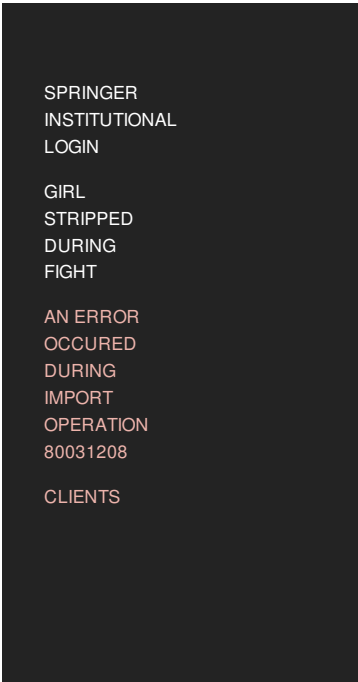 SPRINGER
INSTITUTIONAL
LOGIN
GIRL
STRIPPED
DURING
FIGHT
AN ERROR
OCCURED
DURING
IMPORT
OPERATION
80031208
CLIENTS